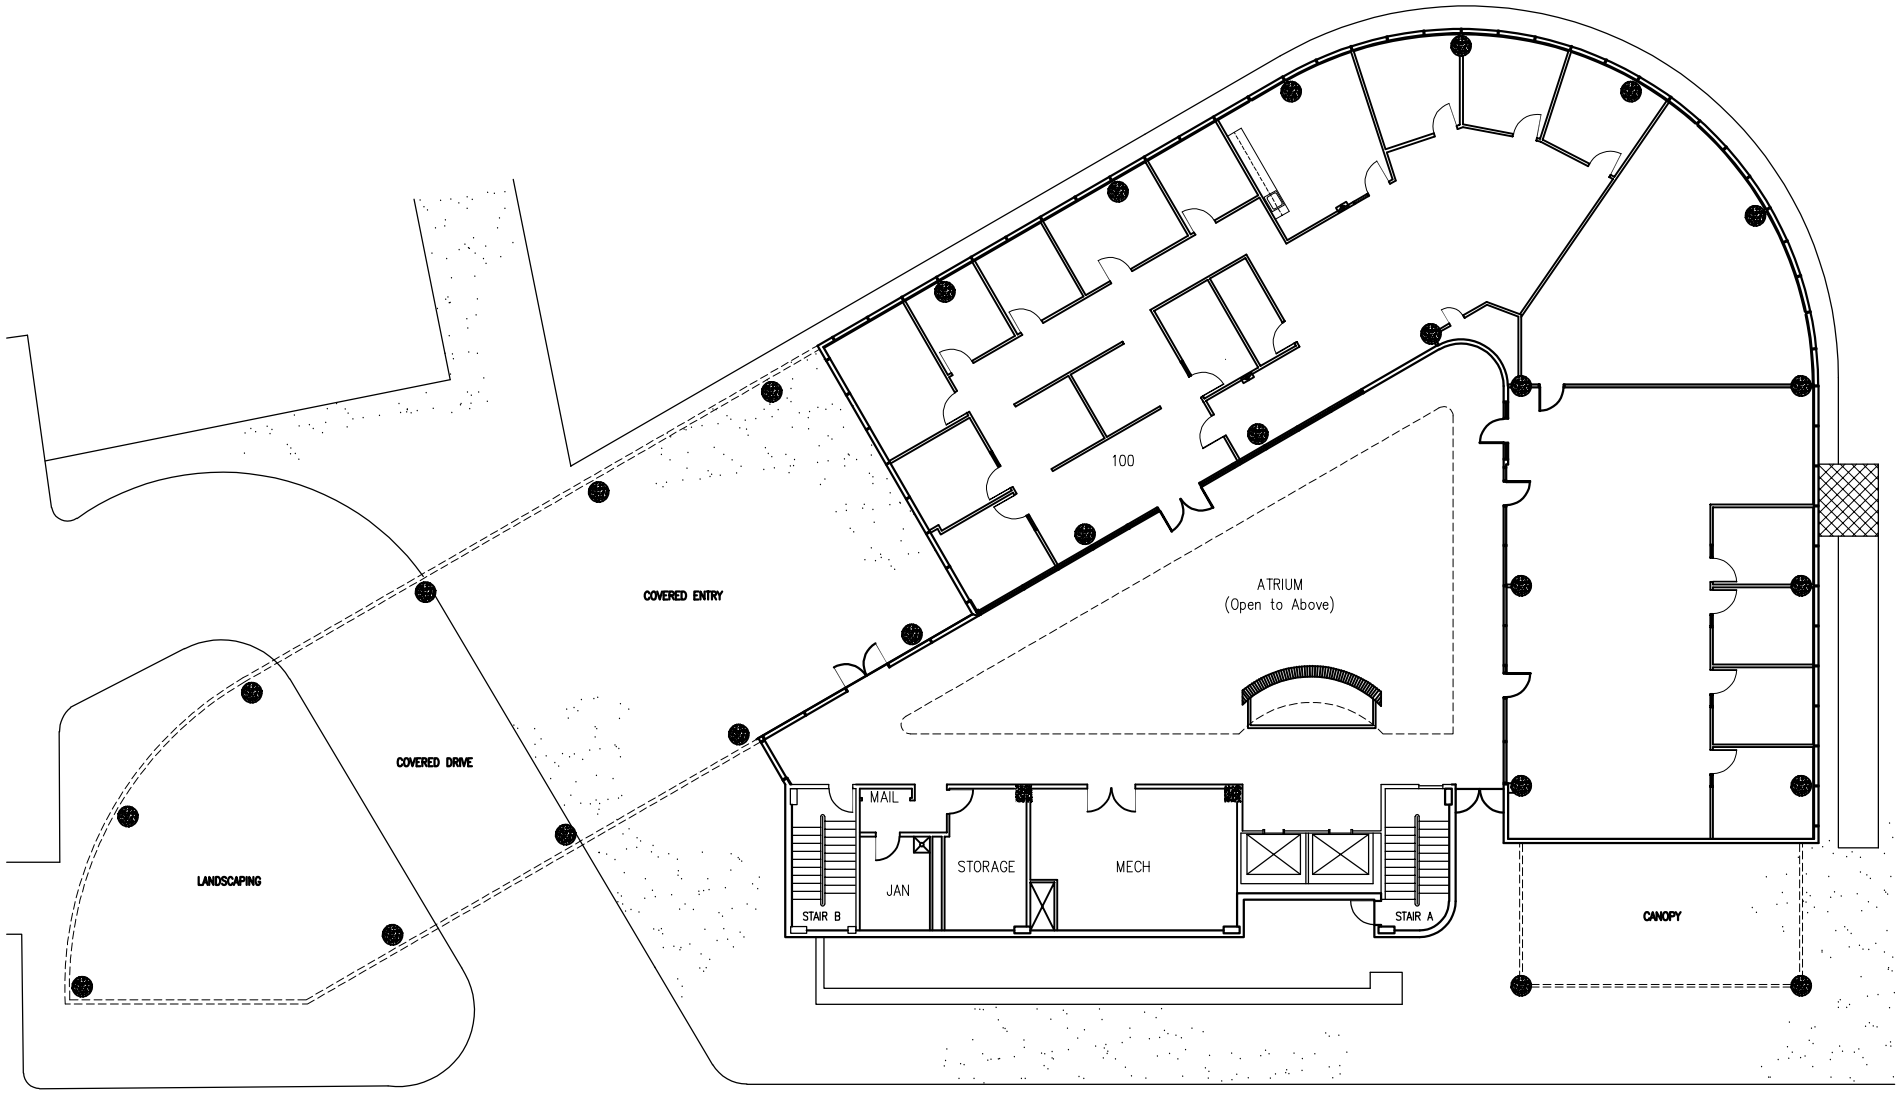 100
ATRIUM
(Open to Above)
COVERED ENTRY
COVERED DRIVE
MAIL
STORAGE
MECH
LANDSCAPING
JAN
STAIR B
STAIR A
CANOPY